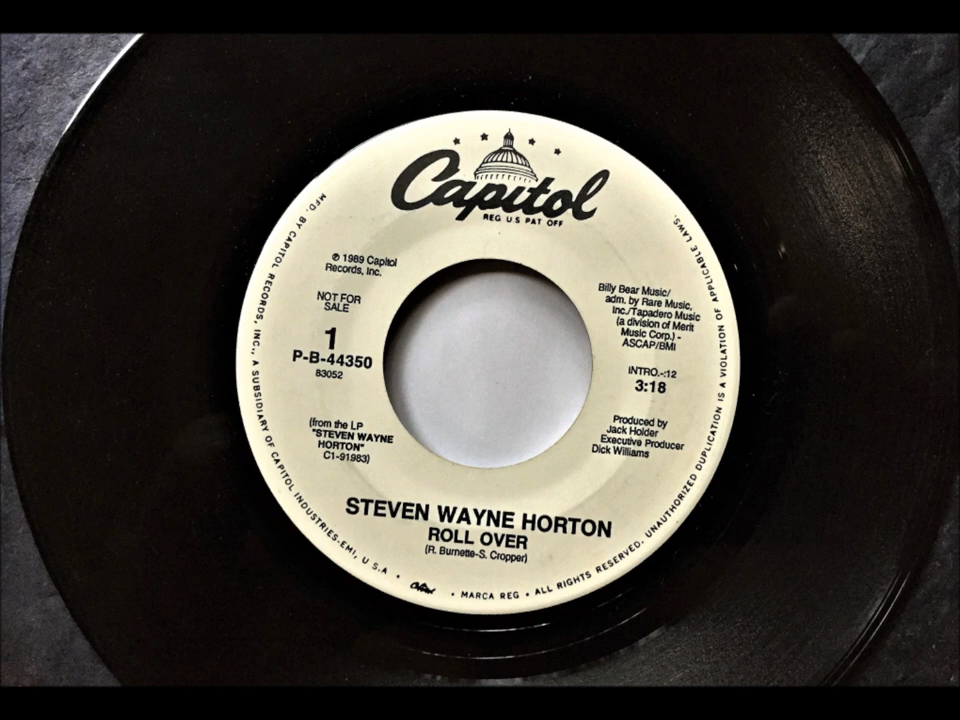 Capitol
REG U.S PAT OFF
℗ 1989 Capitol
Records, Inc.
NOT FOR
SALE
1
P-B-44350
83052
(from the LP
"STEVEN WAYNE
HORTON"
C1-91983)
Billy Bear Music/
adm. by Rare Music,
Inc./Tapadero Music
(a division of Merit
Music Corp.) -
ASCAP/BMI
INTRO.-:12
3:18
Produced by
Jack Holder
Executive Producer
Dick Williams
STEVEN WAYNE HORTON
ROLL OVER
(R. Burnette-S. Cropper)
MFD. BY CAPITOL RECORDS, INC., A SUBSIDIARY OF CAPITOL INDUSTRIES-EMI, U.S.A • Capitol • MARCA REG • ALL RIGHTS RESERVED. UNAUTHORIZED DUPLICATION IS A VIOLATION OF APPLICABLE LAWS.